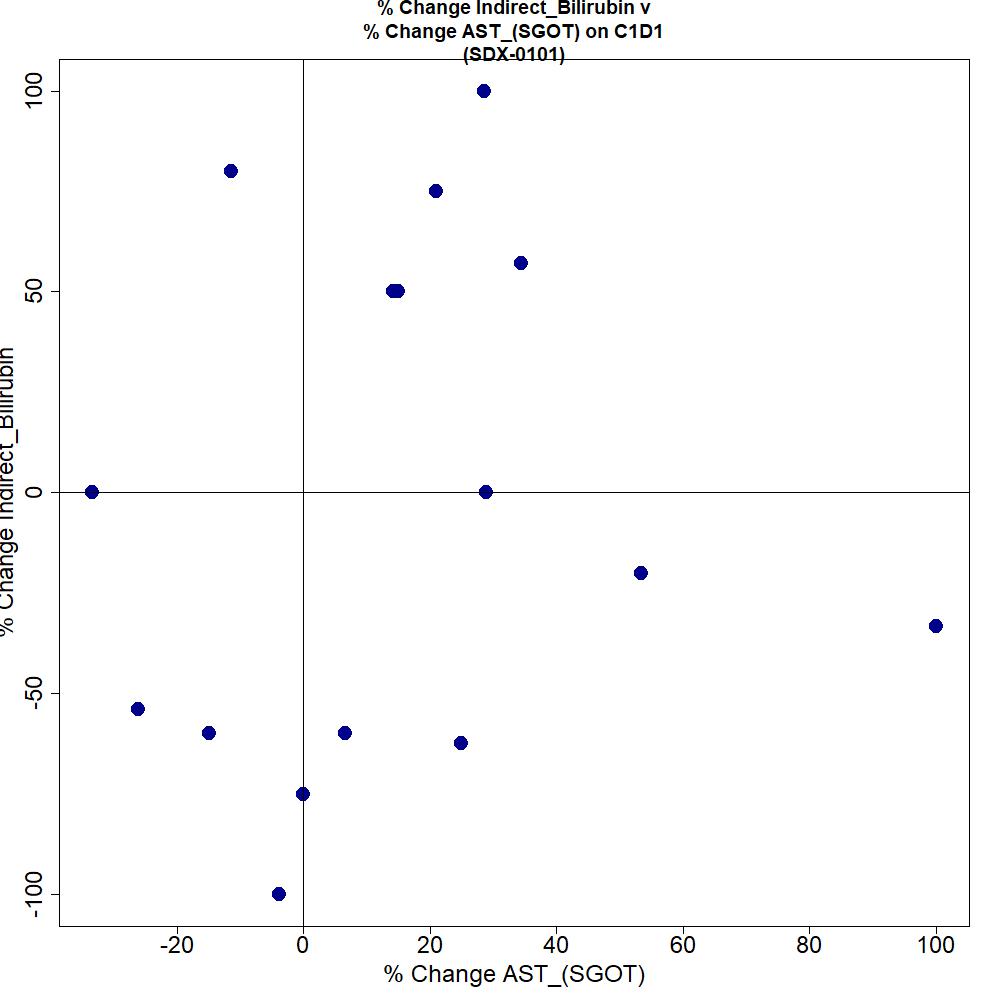 % Change Indirect_Bilirubin v
% Change AST_(SGOT) on C1D1
(SDX-0101)
% Change Indirect_Bilirubin
100
50
0
-50
-100
-20
0
20
40
60
80
100
% Change AST_(SGOT)